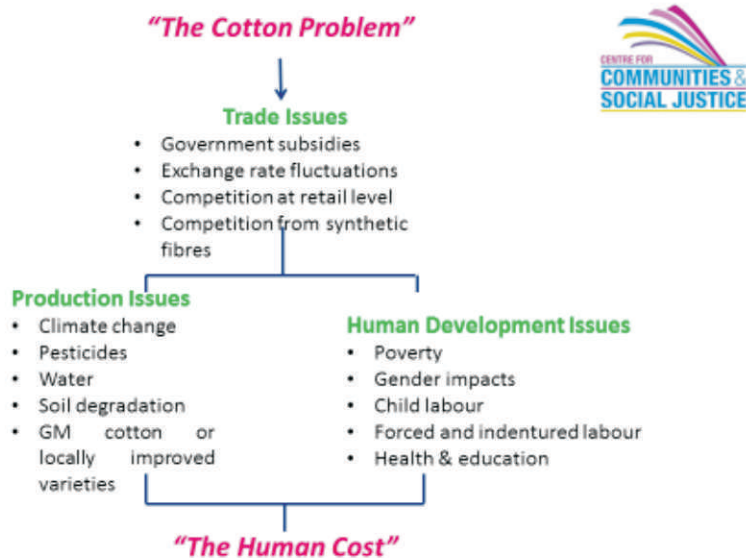 "The Cotton Problem"
CENTRE FOR
COMMUNITIES &
SOCIAL JUSTICE
Trade Issues
• Government subsidies
• Exchange rate fluctuations
• Competition at retail level
• Competition from synthetic
fibres
Production Issues
• Climate change
• Pesticides
• Water
• Soil degradation
• GM cotton or
locally improved
varieties
Human Development Issues
• Poverty
• Gender impacts
• Child labour
• Forced and indentured labour
• Health & education
"The Human Cost"